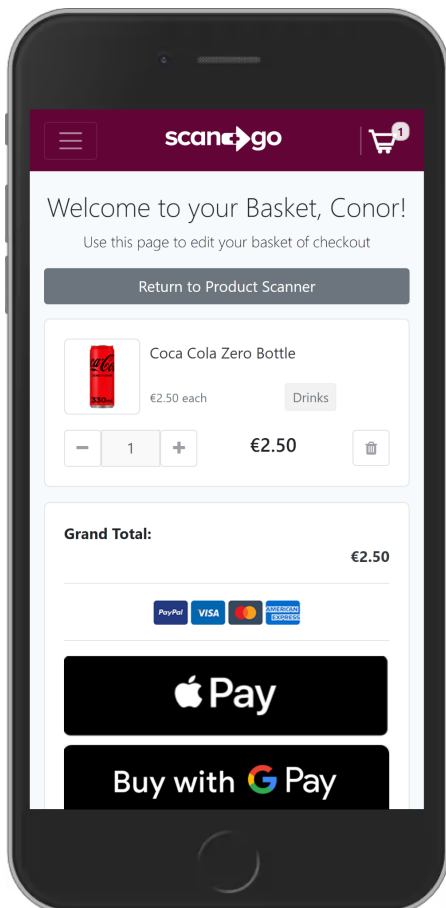 scan go
1
Welcome to your Basket, Conor!
Use this page to edit your basket of checkout
Return to Product Scanner
Coca Cola Zero Bottle
330ml
€2.50 each
Drinks
1
€2.50
Grand Total:
€2.50
PayPal VISA AMERICAN EXPRESS
Pay
Buy with G Pay